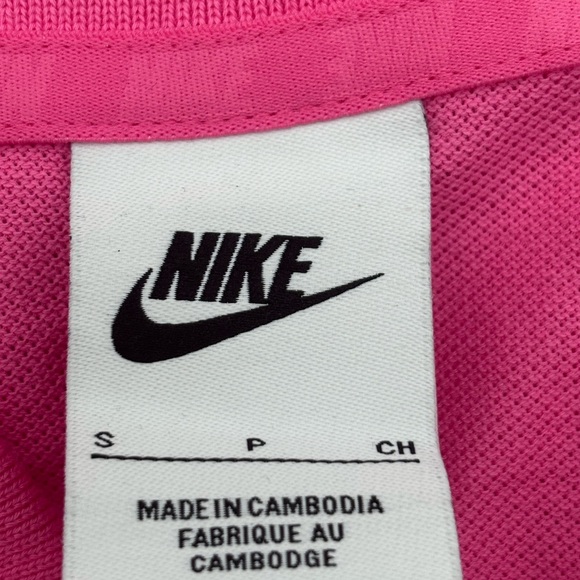 NIKE
S P CH
MADE IN CAMBODIA
FABRIQUE AU
CAMBODGE